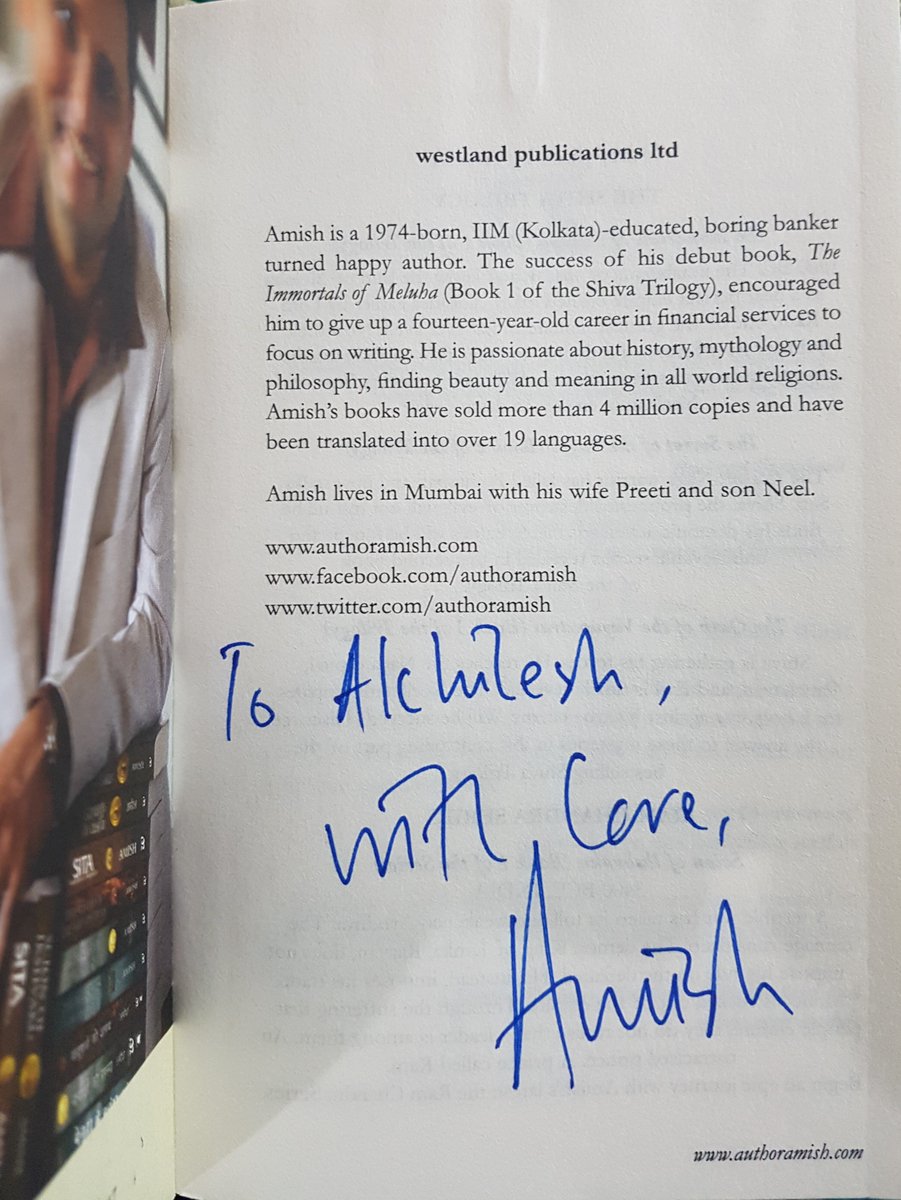 westland publications ltd
Amish is a 1974-born, IIM (Kolkata)-educated, boring banker
turned happy author. The success of his debut book, The
Immortals of Meluha (Book 1 of the Shiva Trilogy), encouraged
him to give up a fourteen-year-old career in financial services to
focus on writing. He is passionate about history, mythology and
philosophy, finding beauty and meaning in all world religions.
Amish's books have sold more than 4 million copies and have
been translated into over 19 languages.
Amish lives in Mumbai with his wife Preeti and son Neel.
www.authoramish.com
www.facebook.com/authoramish
www.twitter.com/authoramish
To Akhilesh,
with Love,
Amish
www.authoramish.com
SITA AMISH
SITA